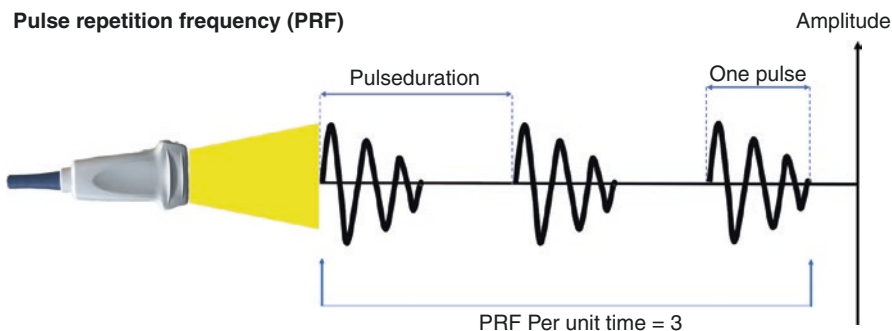 Pulse repetition frequency (PRF)
Amplitude
Pulseduration
One pulse
PRF Per unit time = 3